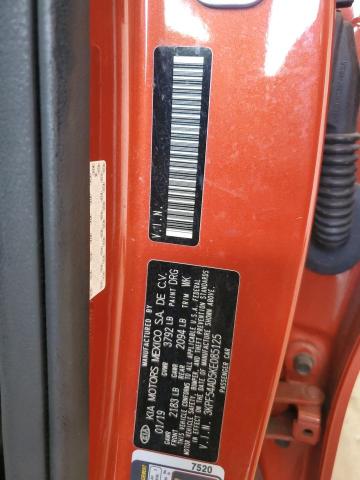 V.I.N.
MANUFACTURED BY
KIA MOTORS MEXICO S.A. DE C.V.
01/19 GVWR 3792 LB PAINT DRG
GAWR FRONT 2183 LB GAWR REAR 2094 LB TRIM WK
THIS VEHICLE CONFORMS TO ALL APPLICABLE U.S.A./FEDERAL
MOTOR VEHICLE SAFETY, BUMPER, AND THEFT PREVENTION STANDARDS
IN EFFECT ON THE DATE OF MANUFACTURE SHOWN ABOVE.
V.I.N. 3KPF54AD5KE085125
PASSENGER CAR
KIA
7520